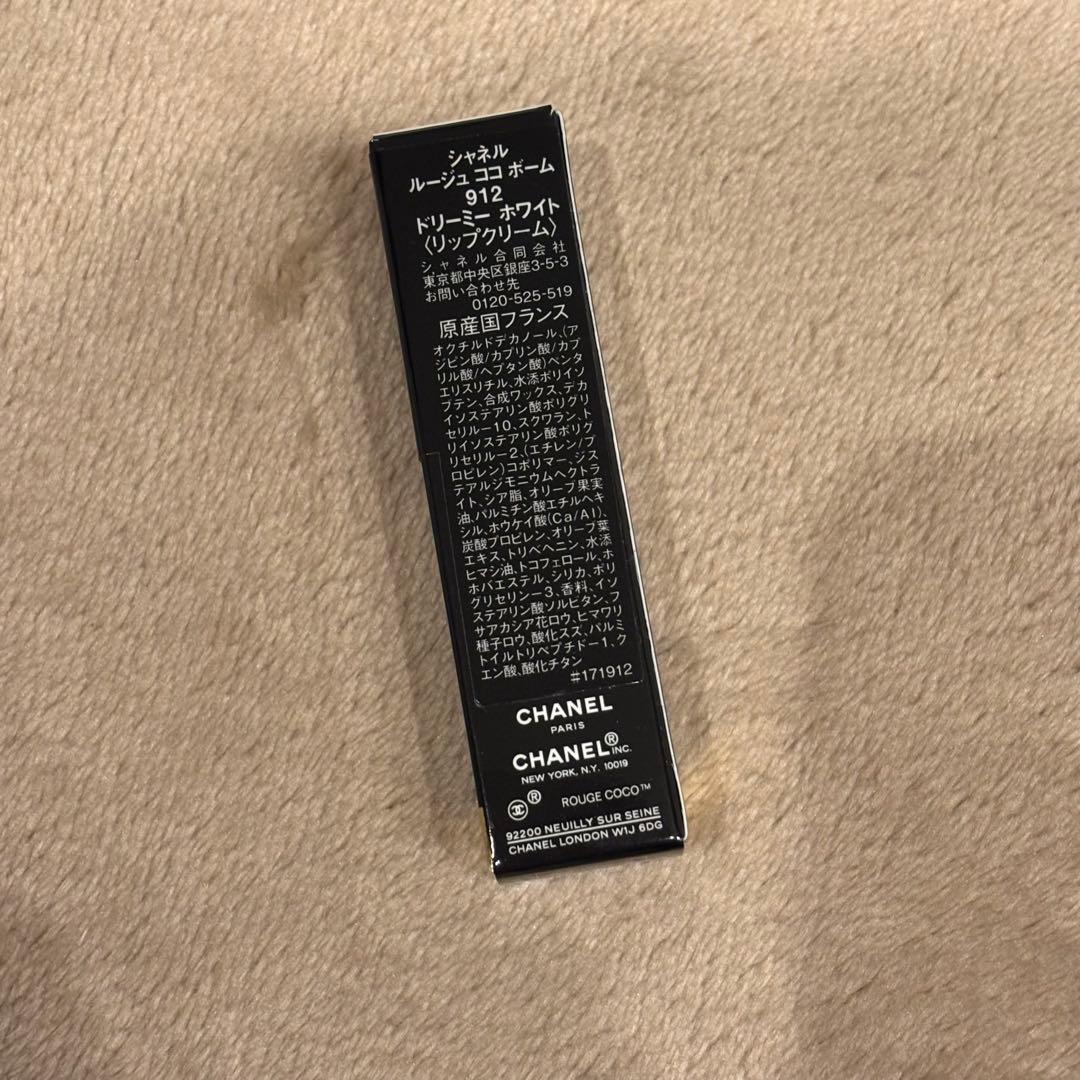 シャネル
ルージュ ココ ボーム
912
ドリーミー ホワイト
〈リップクリーム〉
シャネル合同会社
東京都中央区銀座3-5-3
お問い合わせ先
0120-525-519
原産国フランス
オクチルドデカノール、(ア
ジピン酸/カプリン酸/カプ
リル酸/ヘプタン酸)ペンタ
エリスリチル、水添ポリイソ
ブテン、合成ワックス、デカ
イソステアリン酸ポリグリ
セリル－10、スクワラン、ト
リイソステアリン酸ポリグ
リセリル－2、(エチレン/プ
ロピレン)コポリマー、ジス
テアルジモニウムヘクトラ
イト、シア脂、オリーブ果実
油、パルミチン酸エチルヘキ
シル、ホウケイ酸(Ca/Al)、
炭酸プロピレン、オリーブ葉
エキス、トリベヘニン、水添
ヒマシ油、トコフェロール、ホ
ホバエステル、シリカ、ポリ
グリセリン－3、香料、イソ
ステアリン酸ソルビタン、フ
サアカシア花ロウ、ヒマワリ
種子ロウ、酸化スズ、パルミ
トイルトリペプチド－1、ク
エン酸、酸化チタン
#171912
CHANEL
PARIS
CHANEL® INC.
NEW YORK, N.Y. 10019
® ROUGE COCO™
92200 NEUILLY SUR SEINE
CHANEL LONDON W1J 6DG